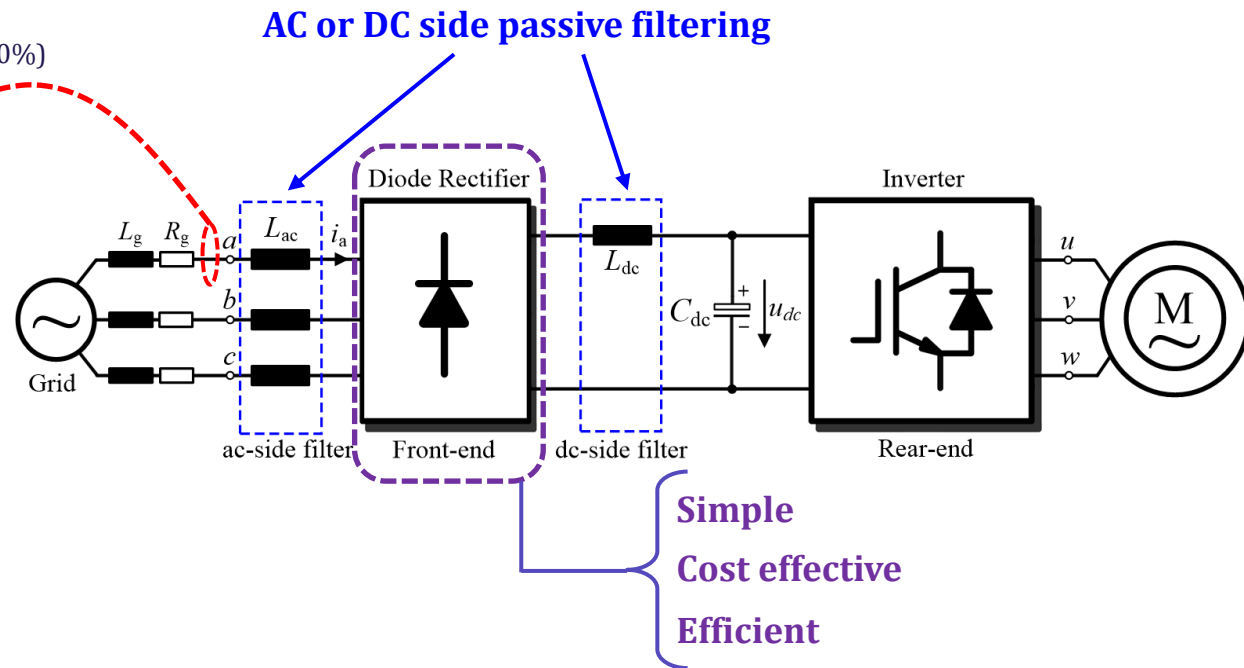 AC or DC side passive filtering
0%)
Diode Rectifier
Inverter
Lg Rg a Lac ia
Ldc
u
b
Cdc + − udc
v
M
c
w
Grid
ac-side filter
Front-end
dc-side filter
Rear-end
Simple
Cost effective
Efficient